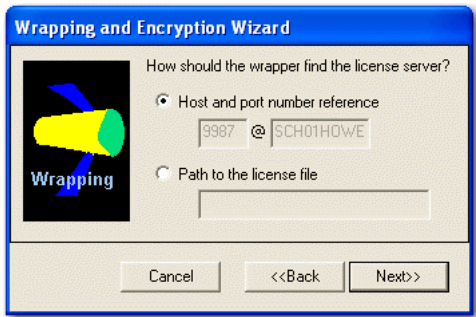 Wrapping and Encryption Wizard
How should the wrapper find the license server?
Host and port number reference
9987 @ SCH01HOWE
Path to the license file
Wrapping
Cancel <<Back Next>>